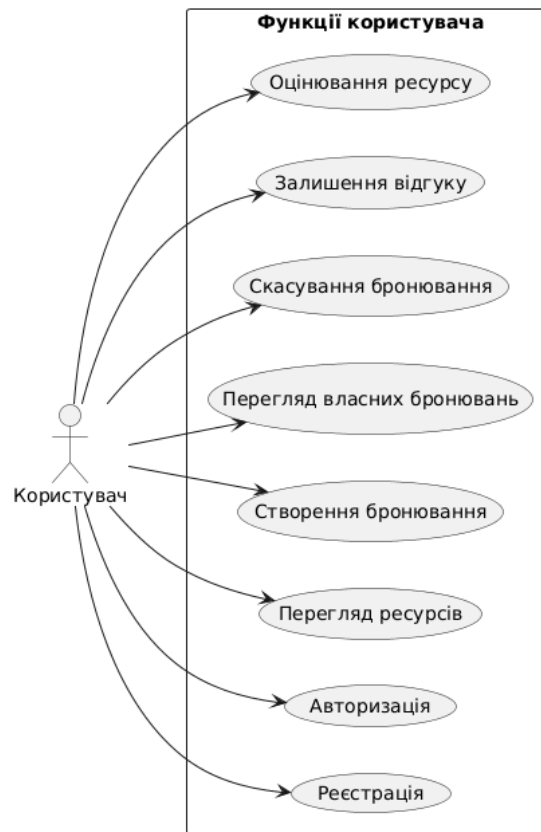 Функції користувача
Оцінювання ресурсу
Залишення відгуку
Скасування бронювання
Перегляд власних бронювань
Користувач
Створення бронювання
Перегляд ресурсів
Авторизація
Реєстрація